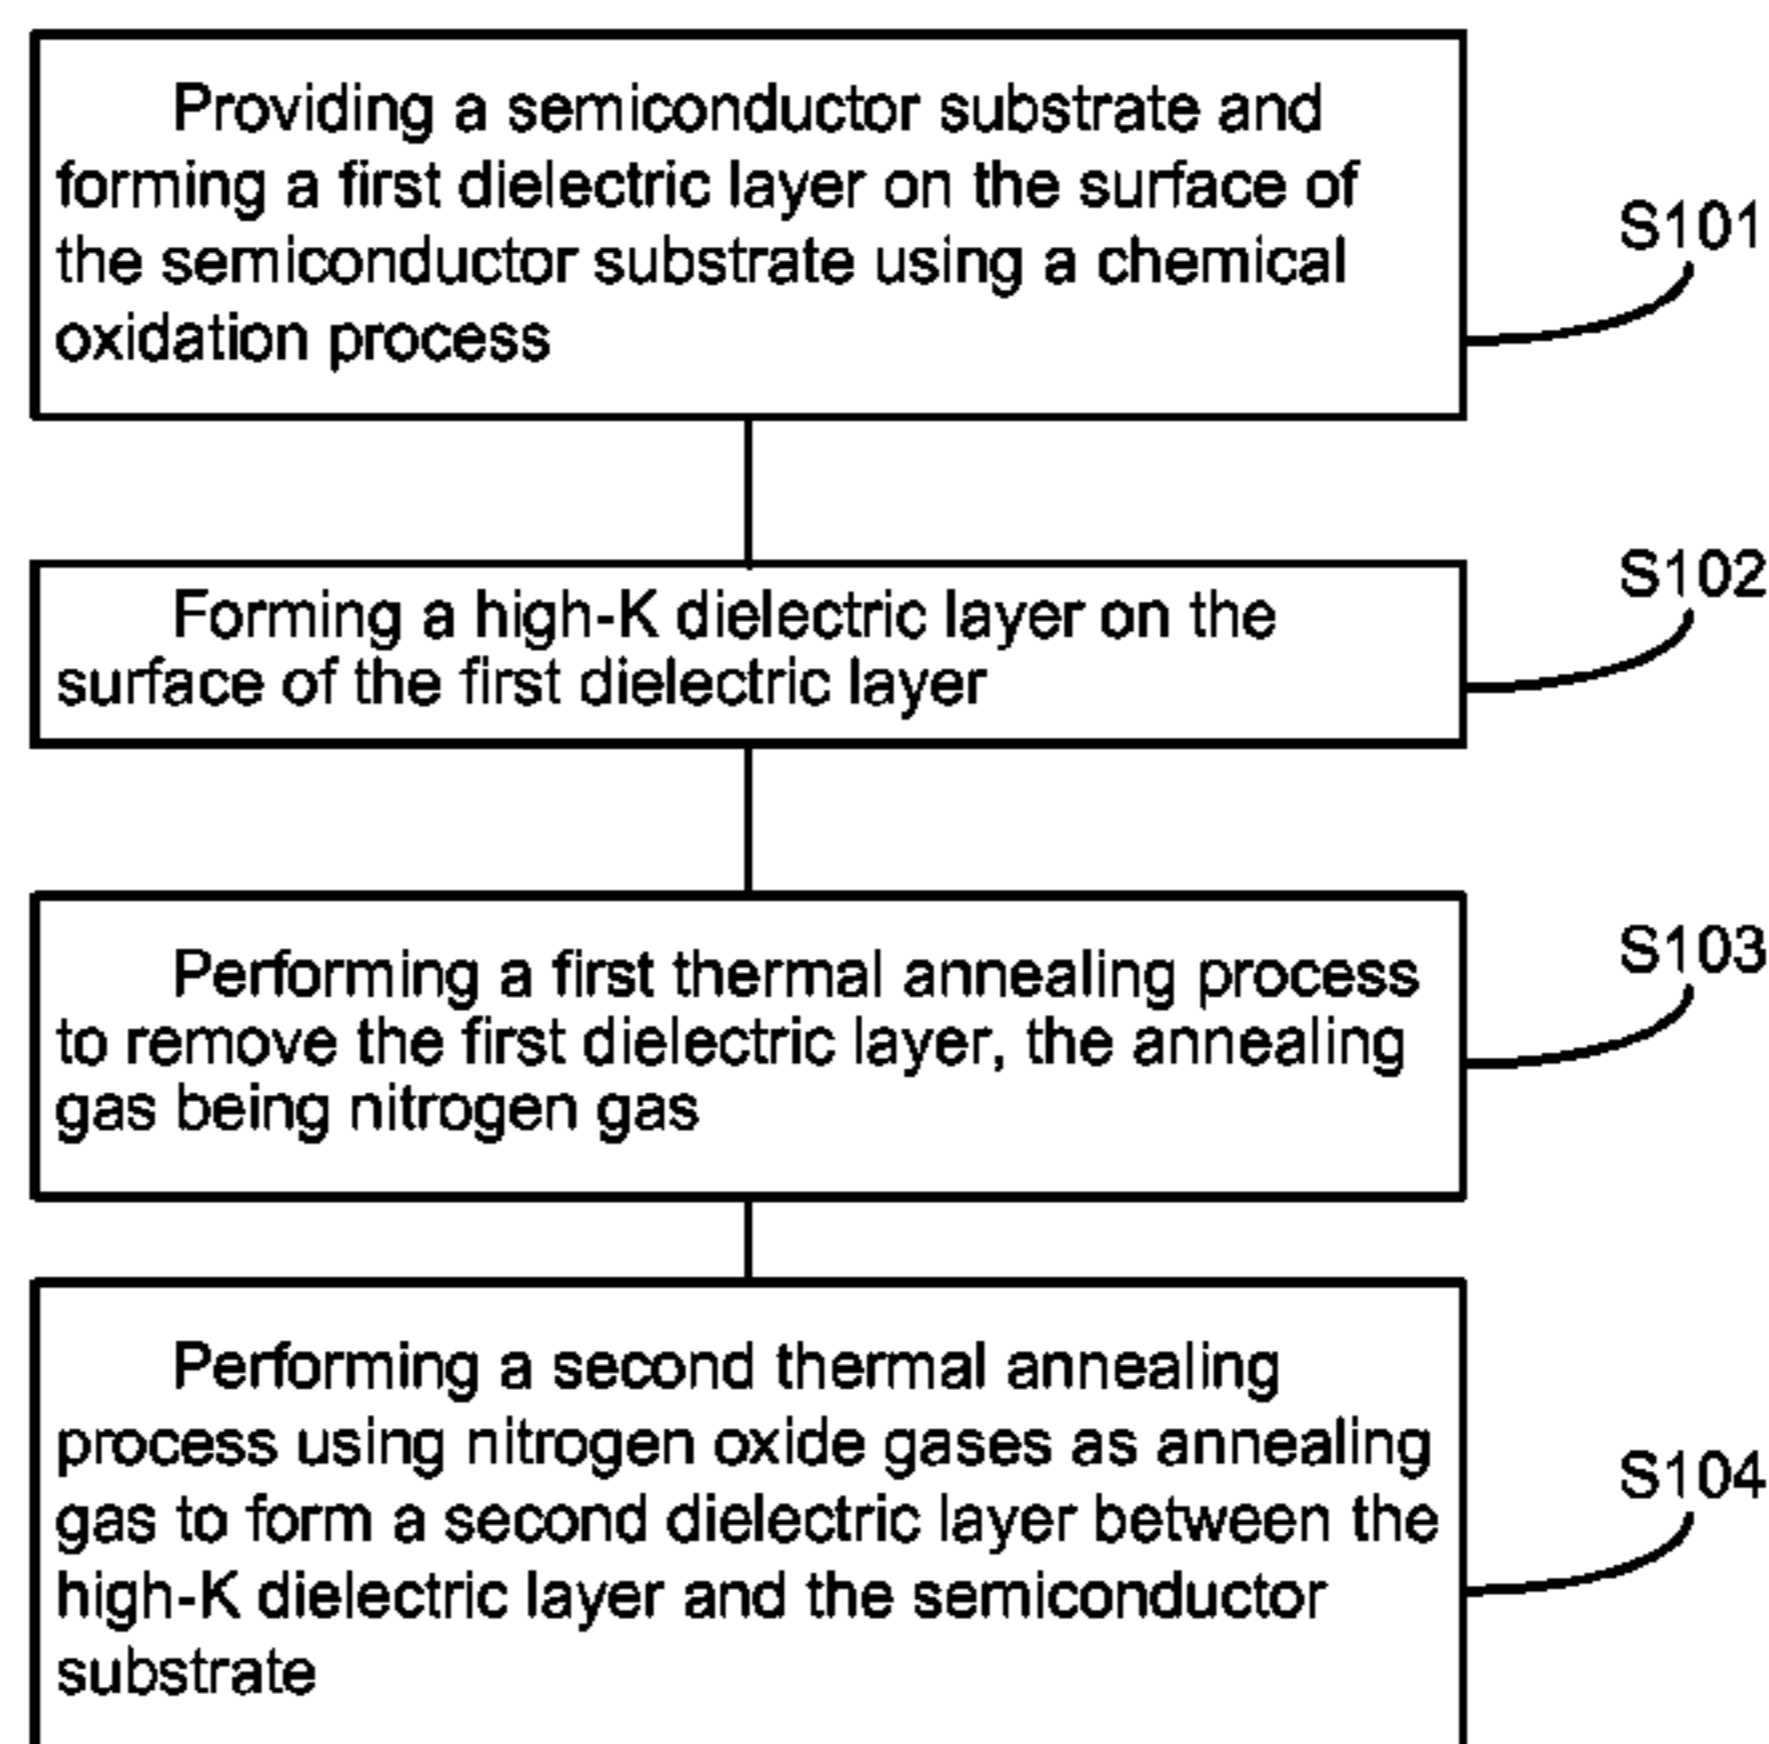 Providing a semiconductor substrate and
forming a first dielectric layer on the surface of
the semiconductor substrate using a chemical
oxidation process
S101
Forming a high-K dielectric layer on the
surface of the first dielectric layer
S102
Performing a first thermal annealing process
to remove the first dielectric layer, the annealing
gas being nitrogen gas
S103
Performing a second thermal annealing
process using nitrogen oxide gases as annealing
gas to form a second dielectric layer between the
high-K dielectric layer and the semiconductor
substrate
S104